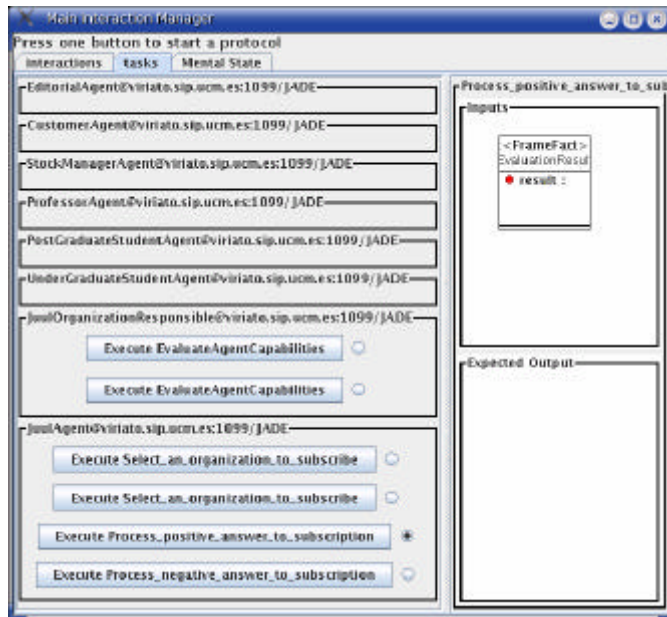 Main interaction Manager
Press one button to start a protocol
interactions tasks Mental State
EditorialAgent@viriato.sip.ucm.es:1099/JADE
CustomerAgent@viriato.sip.ucm.es:1099/JADE
StockManagerAgent@viriato.sip.ucm.es:1099/JADE
ProfessorAgent@viriato.sip.ucm.es:1099/JADE
PostGraduateStudentAgent@viriato.sip.ucm.es:1099/JADE
UnderGraduateStudentAgent@viriato.sip.ucm.es:1099/JADE
JuulOrganizationResponsible@viriato.sip.ucm.es:1099/JADE
Execute EvaluateAgentCapabilities
Execute EvaluateAgentCapabilities
JuulAgent@viriato.sip.ucm.es:1099/JADE
Execute Select_an_organization_to_subscribe
Execute Select_an_organization_to_subscribe
Execute Process_positive_answer_to_subscription
Execute Process_negative_answer_to_subscription
Process_positive_answer_to_sub
Inputs
<FrameFact>
EvaluationResult
result :
Expected Output